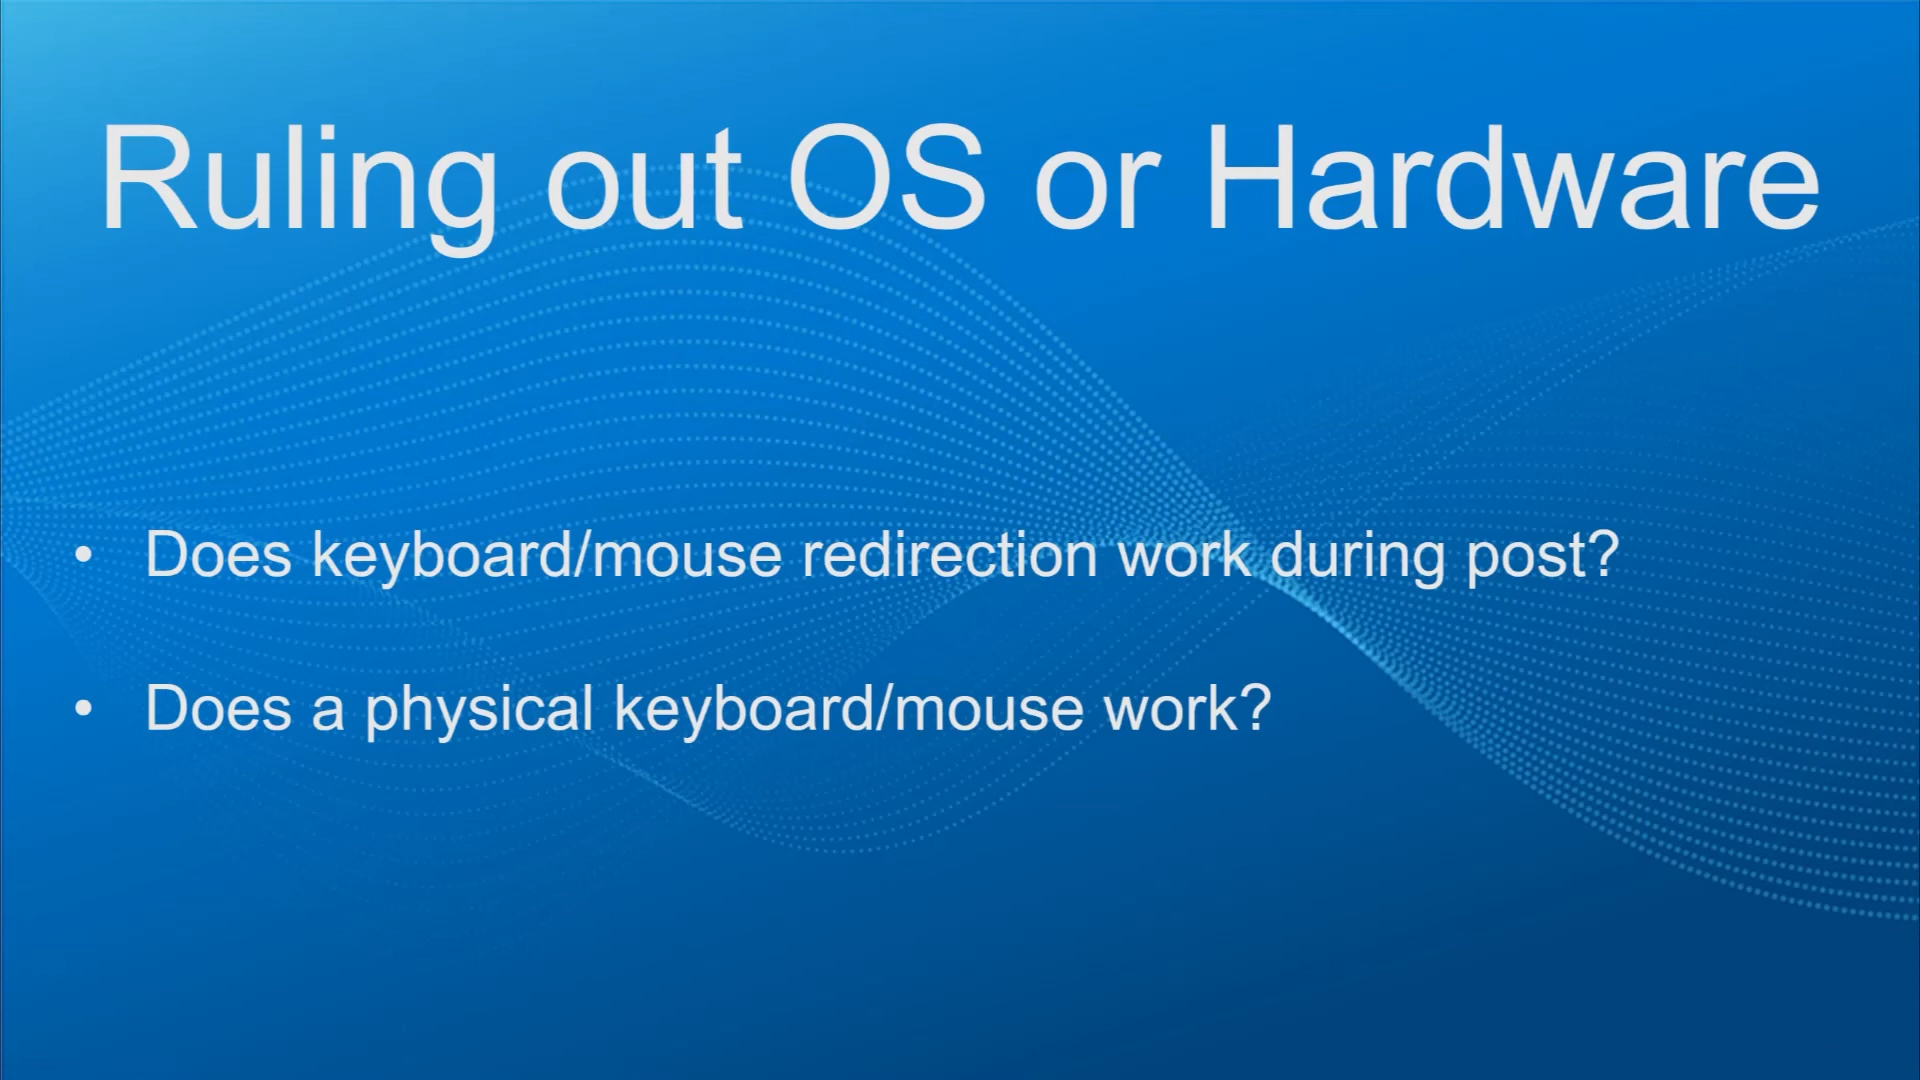 Ruling out OS or Hardware
• Does keyboard/mouse redirection work during post?
• Does a physical keyboard/mouse work?